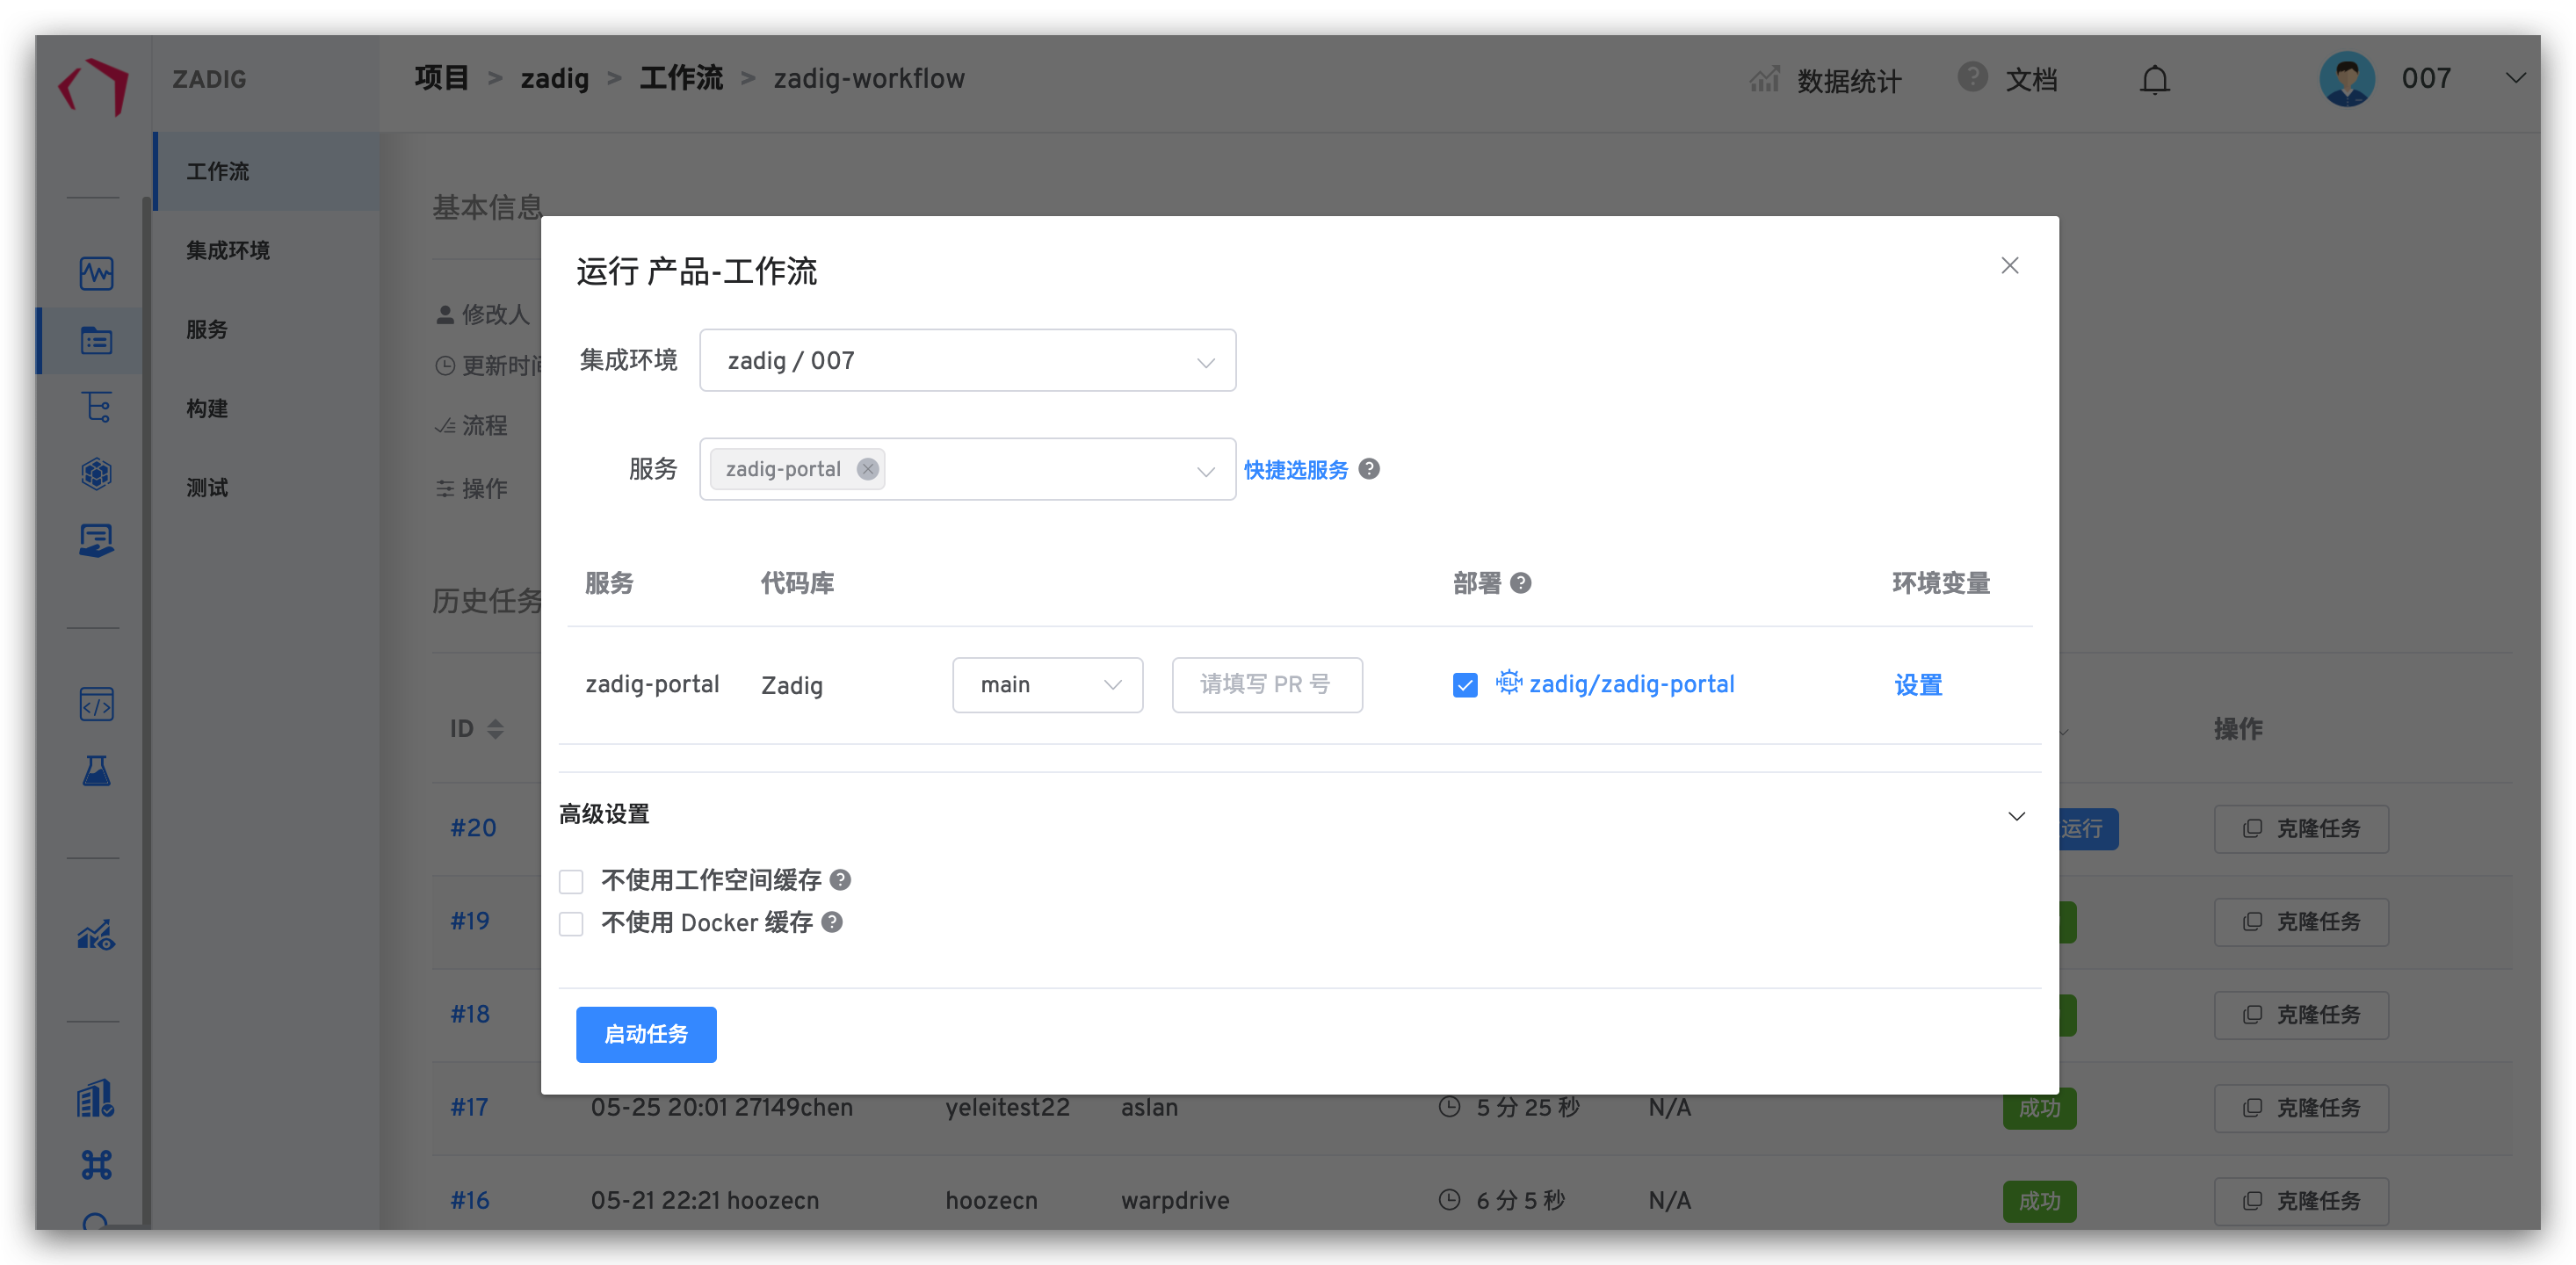 ZADIG
项目 > zadig > 工作流 > zadig-workflow
数据统计
文档
007
工作流
集成环境
服务
构建
测试
基本信息
修改人
更新时间
流程
操作
历史任务
运行 产品-工作流
集成环境 zadig / 007
服务 zadig-portal 快捷选服务
服务 代码库 部署 环境变量
zadig-portal Zadig main 请填写 PR 号 HELM zadig/zadig-portal 设置
高级设置
不使用工作空间缓存
不使用 Docker 缓存
启动任务
ID 操作
#20 运行 克隆任务
#19 克隆任务
#18 克隆任务
#17 05-25 20:01 27149chen yeleitest22 aslan 5 分 25 秒 N/A 成功 克隆任务
#16 05-21 22:21 hoozecn hoozecn warpdrive 6 分 5 秒 N/A 成功 克隆任务